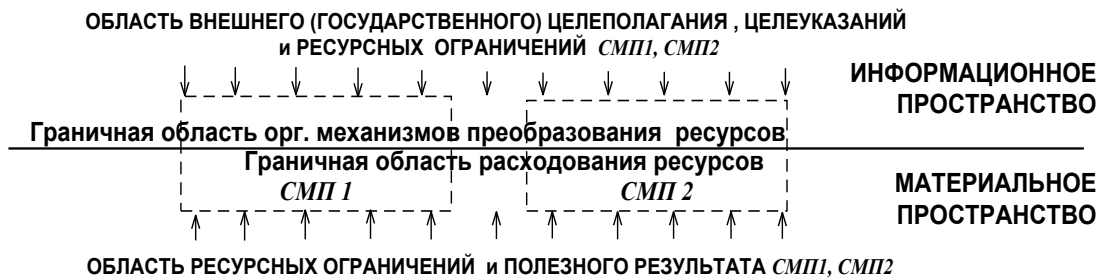 ОБЛАСТЬ ВНЕШНЕГО (ГОСУДАРСТВЕННОГО) ЦЕЛЕПОЛАГАНИЯ , ЦЕЛЕУКАЗАНИЙ
и РЕСУРСНЫХ ОГРАНИЧЕНИЙ СМП1, СМП2
ИНФОРМАЦИОННОЕ
ПРОСТРАНСТВО
Граничная область орг. механизмов преобразования ресурсов
Граничная область расходования ресурсов
СМП 1
СМП 2
МАТЕРИАЛЬНОЕ
ПРОСТРАНСТВО
ОБЛАСТЬ РЕСУРСНЫХ ОГРАНИЧЕНИЙ и ПОЛЕЗНОГО РЕЗУЛЬТАТА СМП1, СМП2